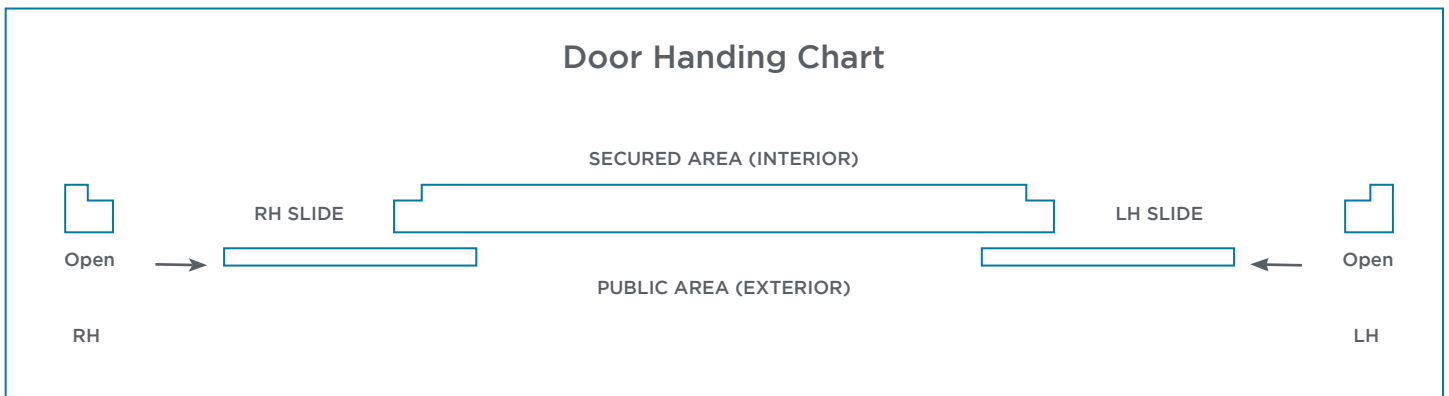 Door Handing Chart
SECURED AREA (INTERIOR)
RH SLIDE
LH SLIDE
Open
Open
PUBLIC AREA (EXTERIOR)
RH
LH